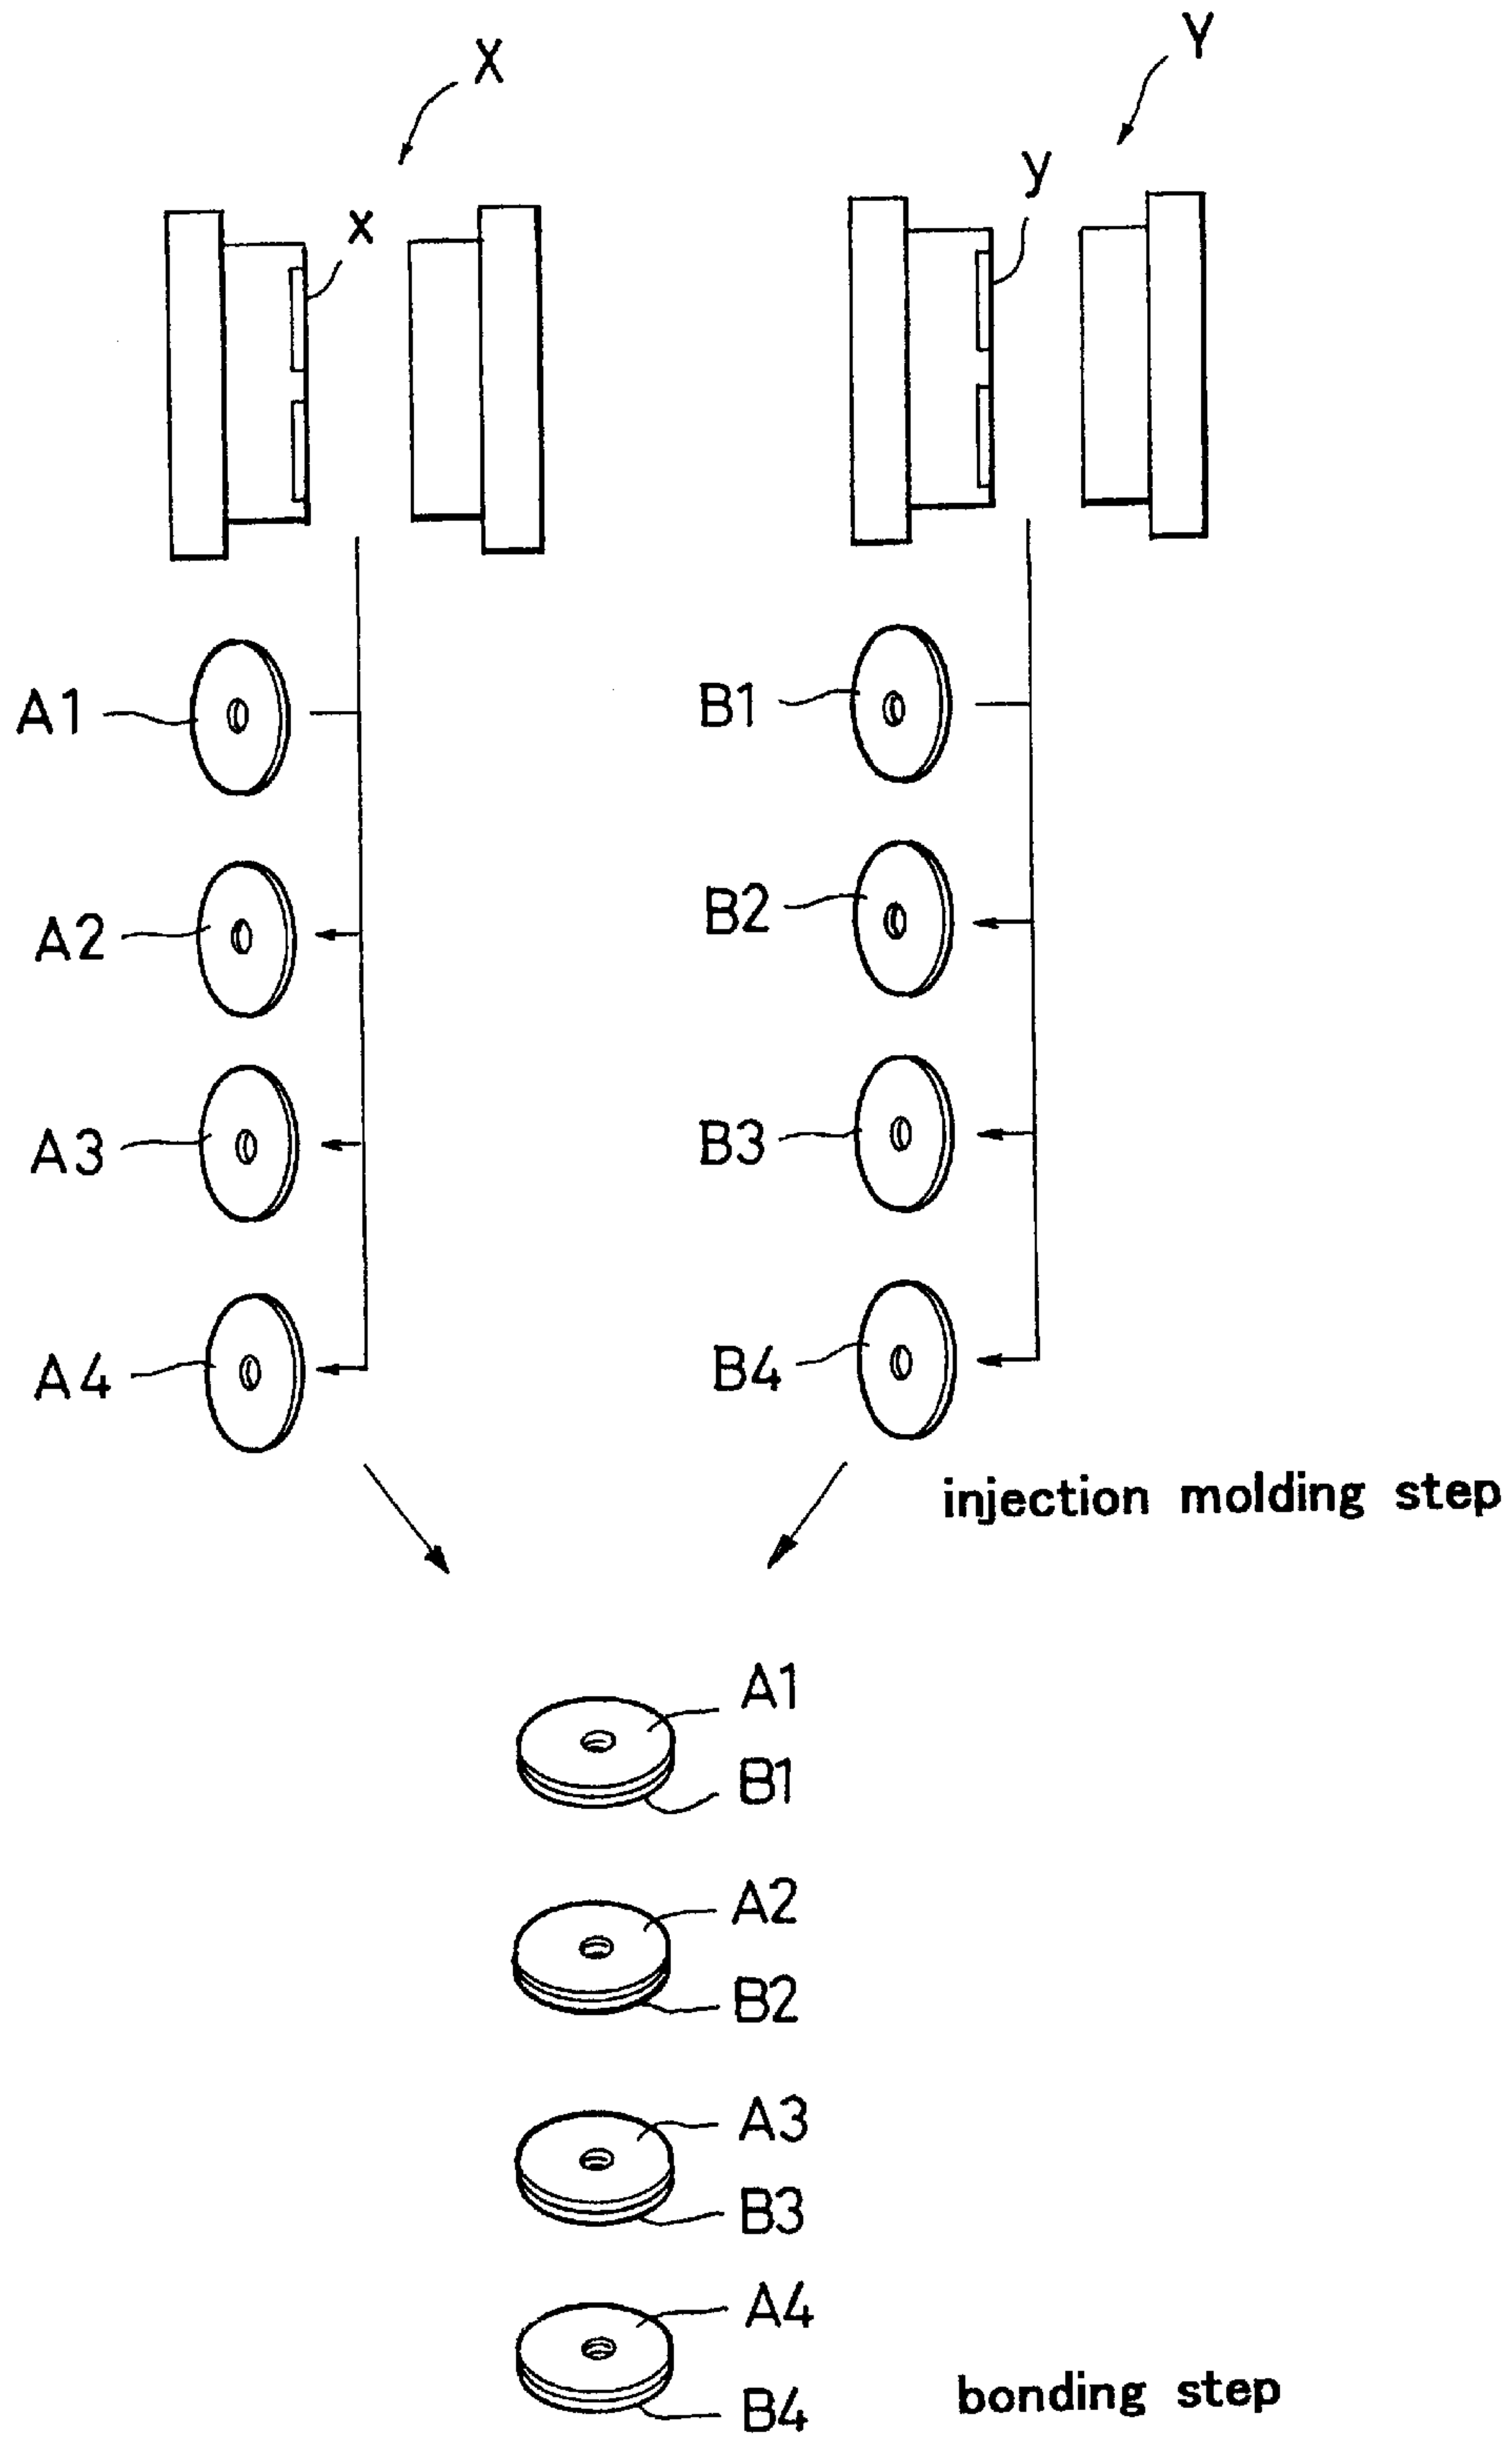 X Y
x y
A1 B1
A2 B2
A3 B3
A4 B4
injection molding step
A1
B1
A2
B2
A3
B3
A4
B4
bonding step